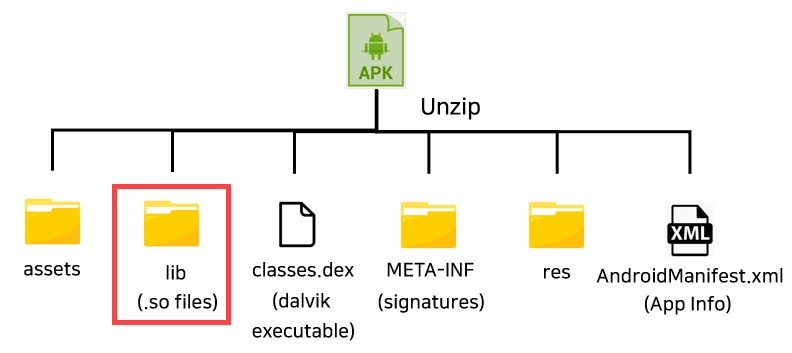 APK
Unzip
assets
lib
(.so files)
classes.dex
(dalvik
executable)
META-INF
(signatures)
res
XML
AndroidManifest.xml
(App Info)